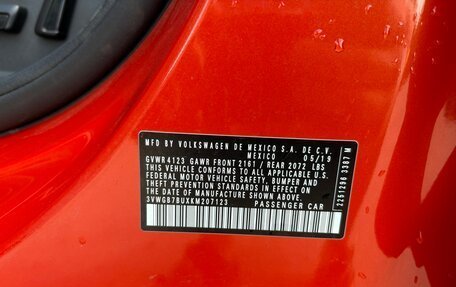 MFD BY VOLKSWAGEN DE MEXICO S.A. DE C.V.
MEXICO 05/19
GVWR 4123 GAWR FRONT 2161 / REAR 2072 LBS
THIS VEHICLE CONFORMS TO ALL APPLICABLE U.S.
FEDERAL MOTOR VEHICLE SAFETY, BUMPER AND
THEFT PREVENTION STANDARDS IN EFFECT ON
THE DATE OF MANUFACTURE SHOWN ABOVE.
3VWG87BUXKM207123 PASSENGER CAR
2251296 3387 M